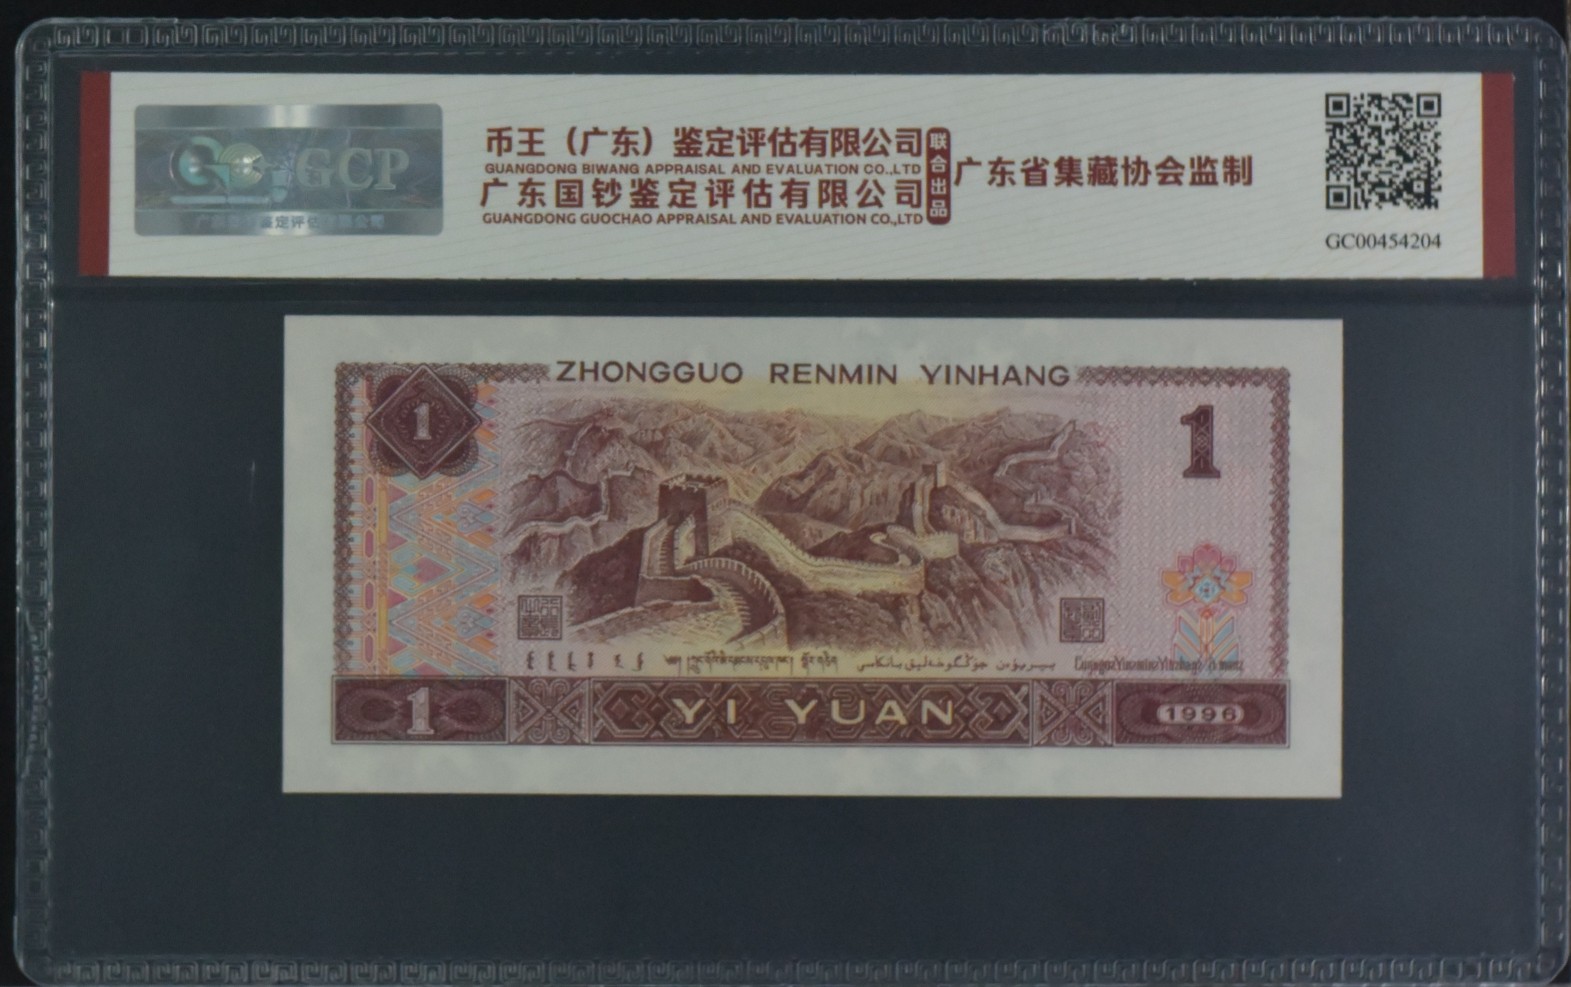 GCP
币王（广东）鉴定评估有限公司
GUANGDONG BIWANG APPRAISAL AND EVALUATION CO.,LTD
广东国钞鉴定评估有限公司
GUANGDONG GUOCHAO APPRAISAL AND EVALUATION CO.,LTD
联合出品
广东省集藏协会监制
GC00454204
ZHONGGUO RENMIN YINHANG
1
1
1
YI YUAN
1996